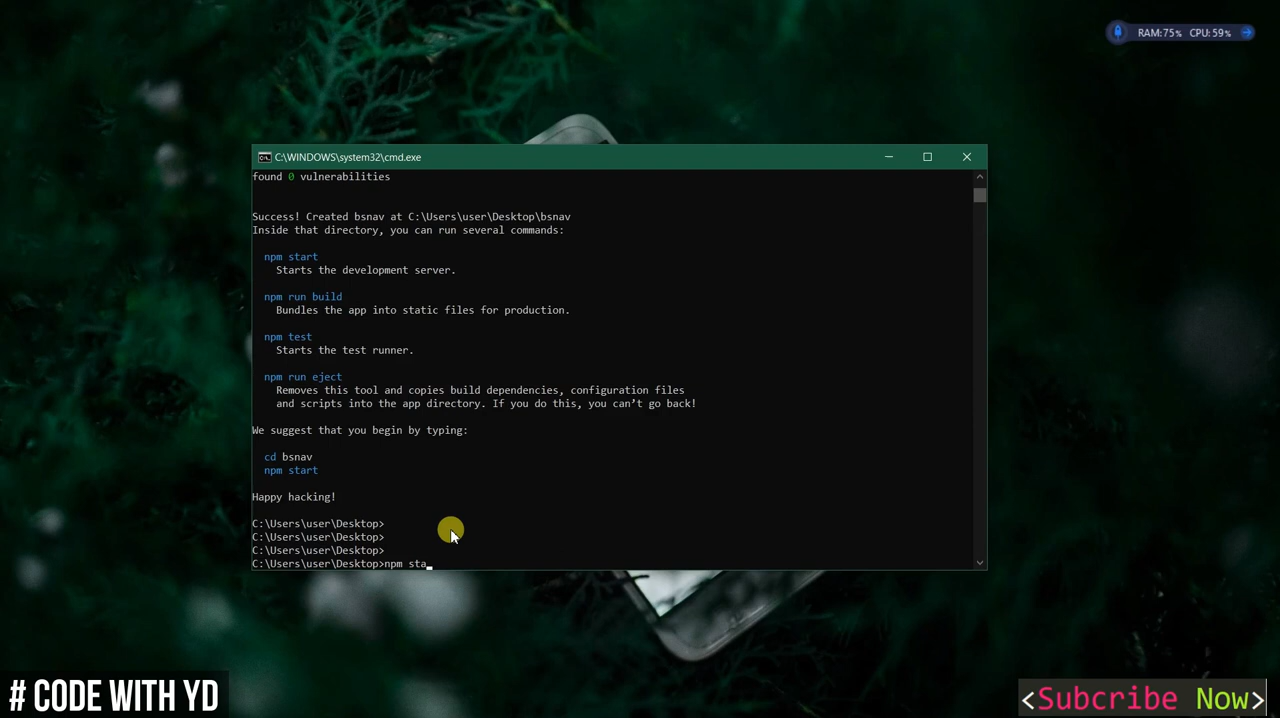 RAM:75% CPU:59%
C:\WINDOWS\system32\cmd.exe
found 0 vulnerabilities
Success! Created bsnav at C:\Users\user\Desktop\bsnav
Inside that directory, you can run several commands:
npm start
Starts the development server.
npm run build
Bundles the app into static files for production.
npm test
Starts the test runner.
npm run eject
Removes this tool and copies build dependencies, configuration files
and scripts into the app directory. If you do this, you can’t go back!
We suggest that you begin by typing:
cd bsnav
npm start
Happy hacking!
C:\Users\user\Desktop>
C:\Users\user\Desktop>
C:\Users\user\Desktop>
C:\Users\user\Desktop>npm sta
# CODE WITH YD
<Subcribe Now>